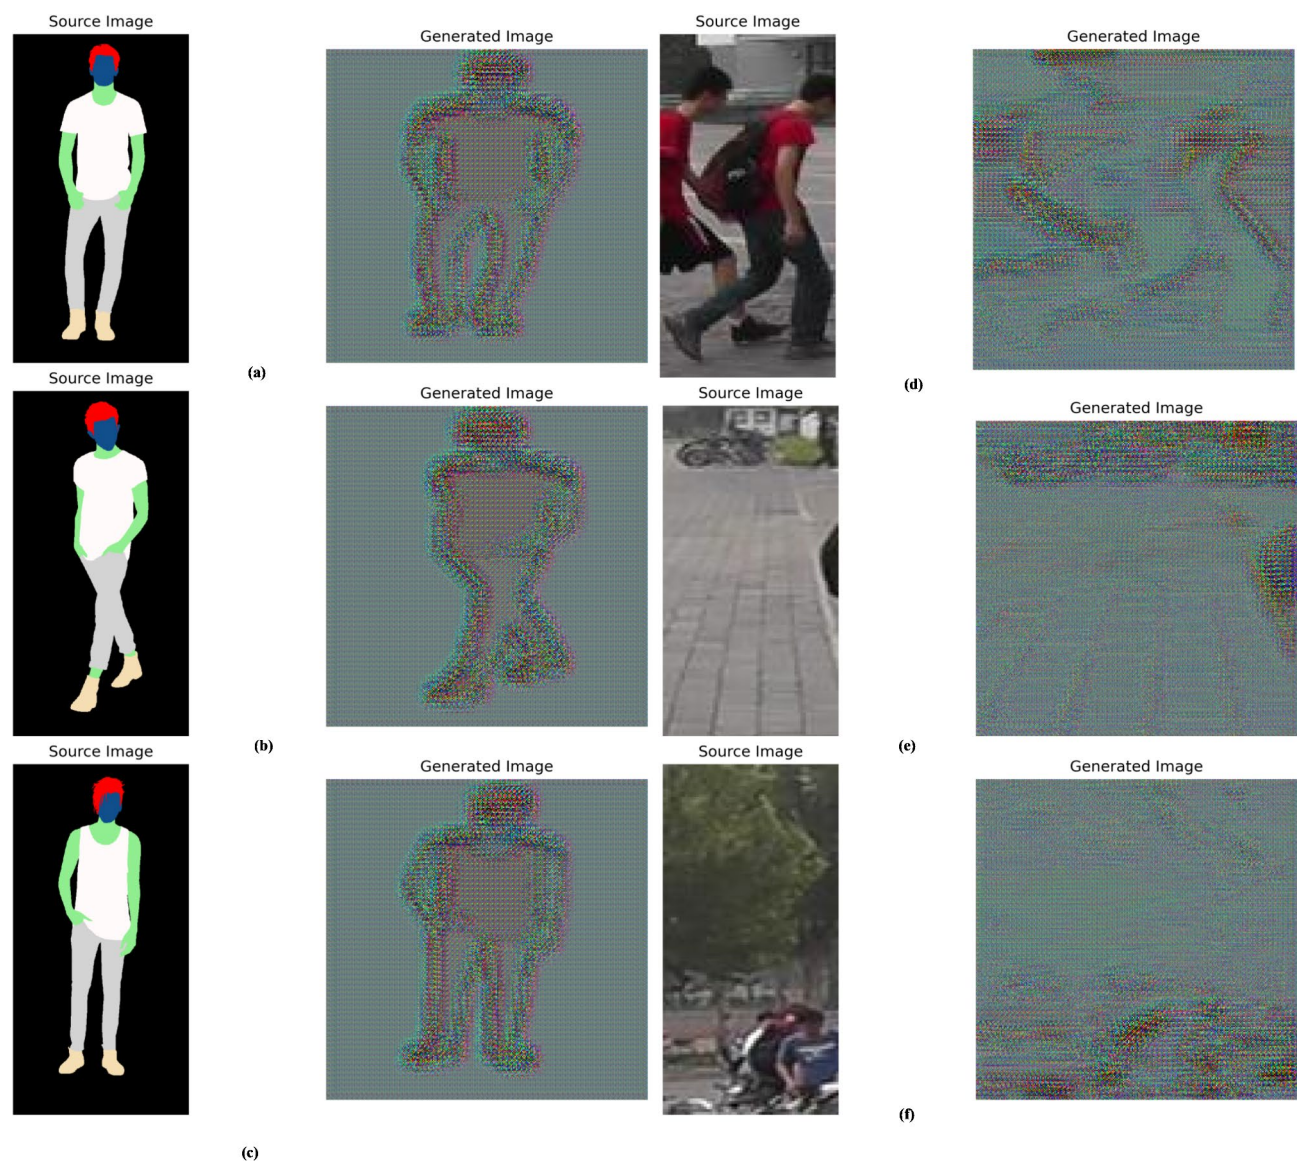 Source Image
Generated Image
Source Image
Generated Image
(a)
(d)
Source Image
Generated Image
Source Image
Generated Image
(b)
(e)
Source Image
Generated Image
Source Image
Generated Image
(f)
(c)